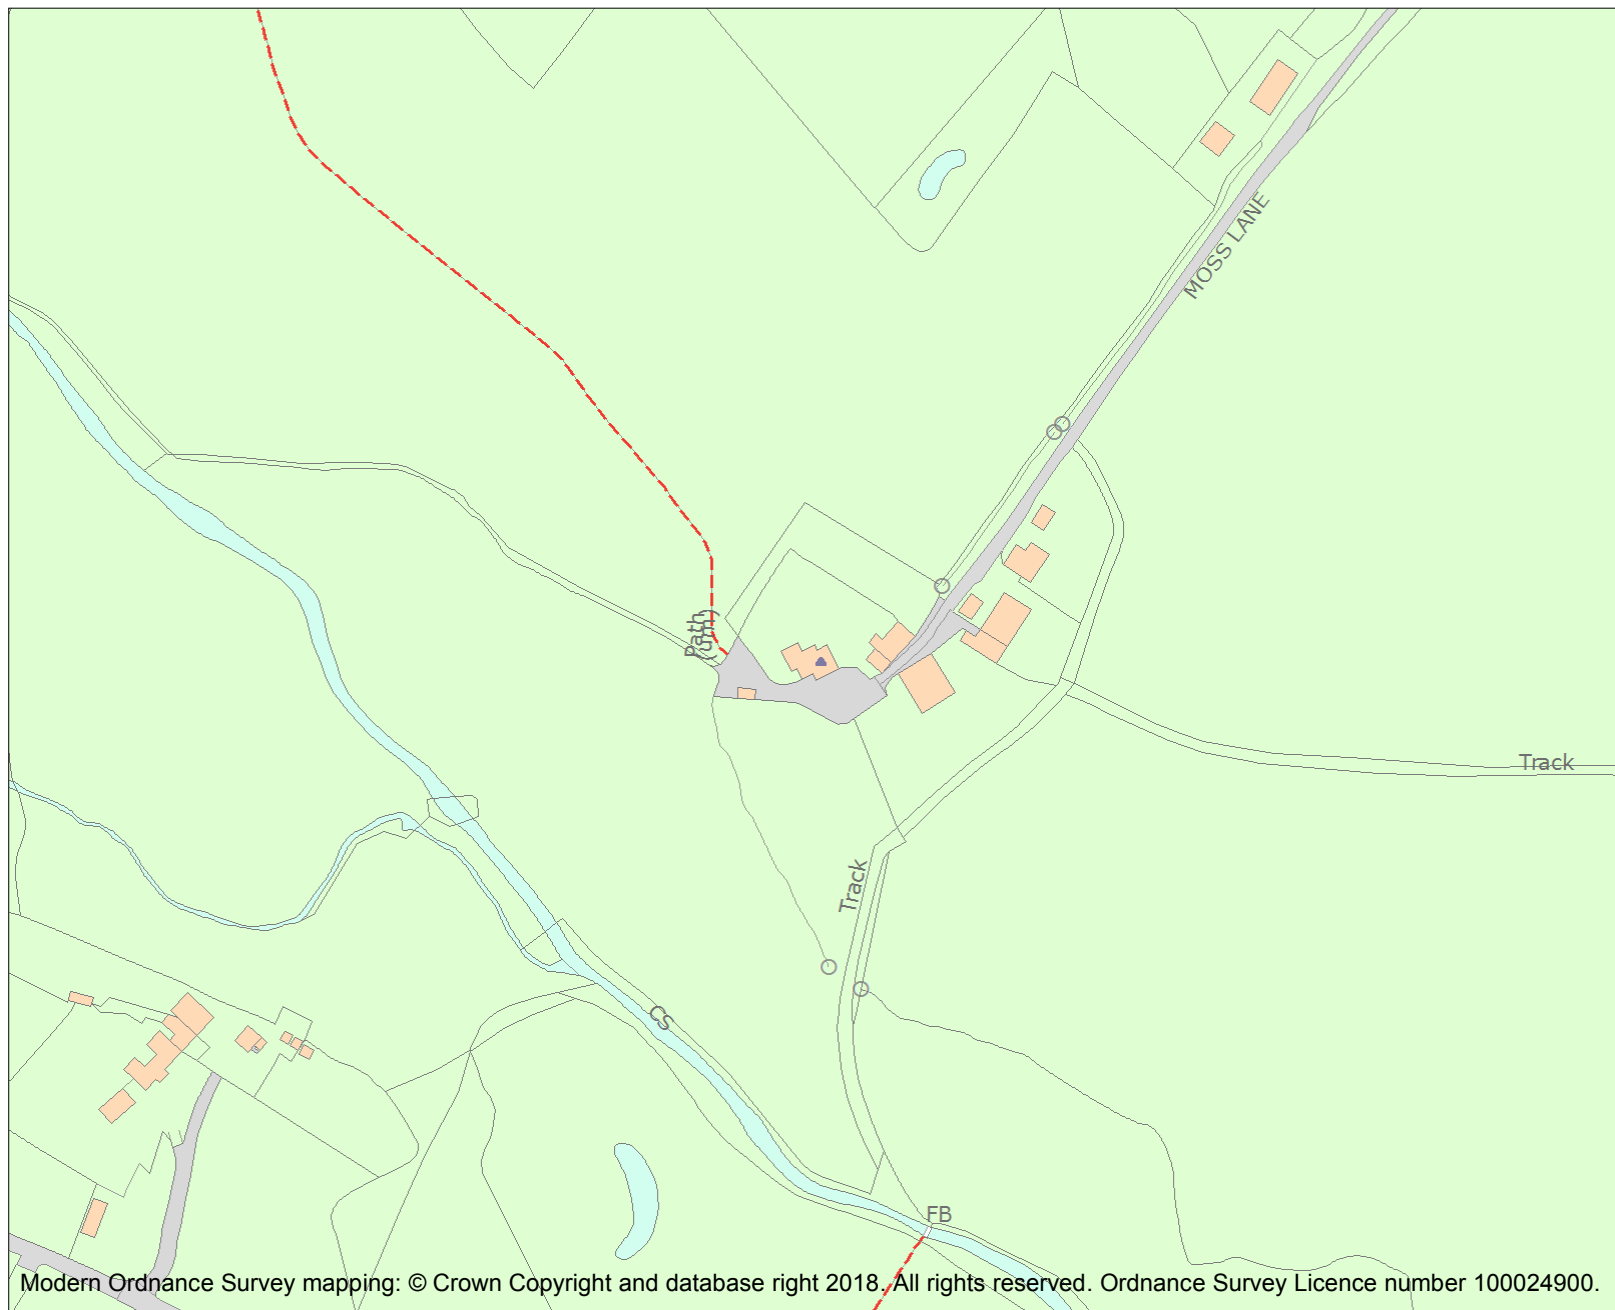 MOSS LANE
Path
(um)
Track
Track
CS
FB
Modern Ordnance Survey mapping: © Crown Copyright and database right 2018. All rights reserved. Ordnance Survey Licence number 100024900.